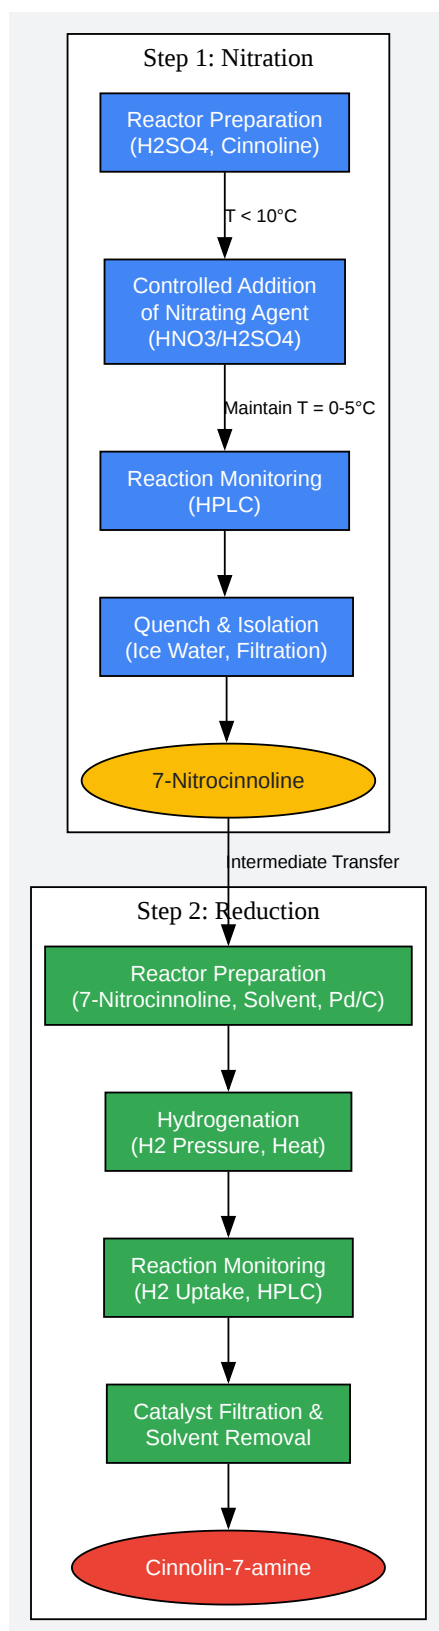 Step 1: Nitration
Reactor Preparation
(H2SO4, Cinnoline)
T < 10°C
Controlled Addition
of Nitrating Agent
(HNO3/H2SO4)
Maintain T = 0-5°C
Reaction Monitoring
(HPLC)
Quench & Isolation
(Ice Water, Filtration)
7-Nitrocinnoline
Intermediate Transfer
Step 2: Reduction
Reactor Preparation
(7-Nitrocinnoline, Solvent, Pd/C)
Hydrogenation
(H2 Pressure, Heat)
Reaction Monitoring
(H2 Uptake, HPLC)
Catalyst Filtration &
Solvent Removal
Cinnolin-7-amine